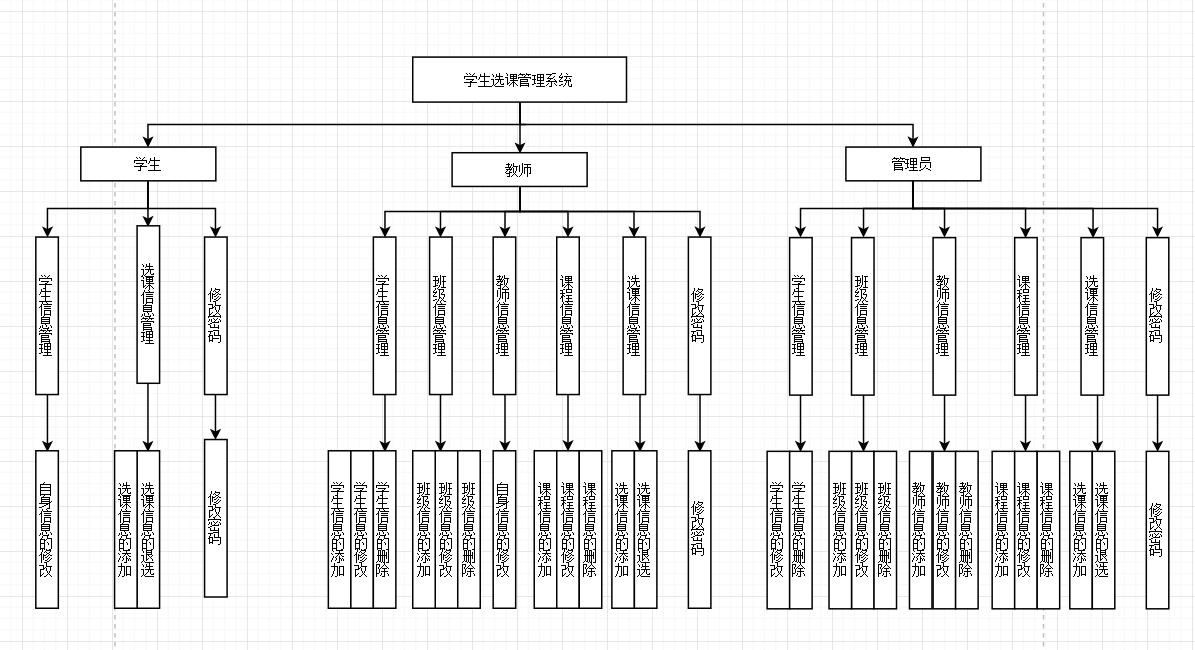 学生选课管理系统
学生
教师
管理员
学生信息管理
选课信息管理
修改密码
学生信息管理
班级信息管理
教师信息管理
课程信息管理
选课信息管理
修改密码
学生信息管理
班级信息管理
教师信息管理
课程信息管理
选课信息管理
修改密码
自身信息的修改
选课信息的添加
选课信息的退选
修改密码
学生信息的添加
学生信息的修改
学生信息的删除
班级信息的添加
班级信息的修改
班级信息的删除
自身信息的修改
课程信息的添加
课程信息的修改
课程信息的删除
选课信息的添加
选课信息的退选
修改密码
学生信息的修改
学生信息的删除
班级信息的添加
班级信息的修改
班级信息的删除
教师信息的添加
教师信息的修改
教师信息的删除
课程信息的添加
课程信息的修改
课程信息的删除
选课信息的添加
选课信息的退选
修改密码